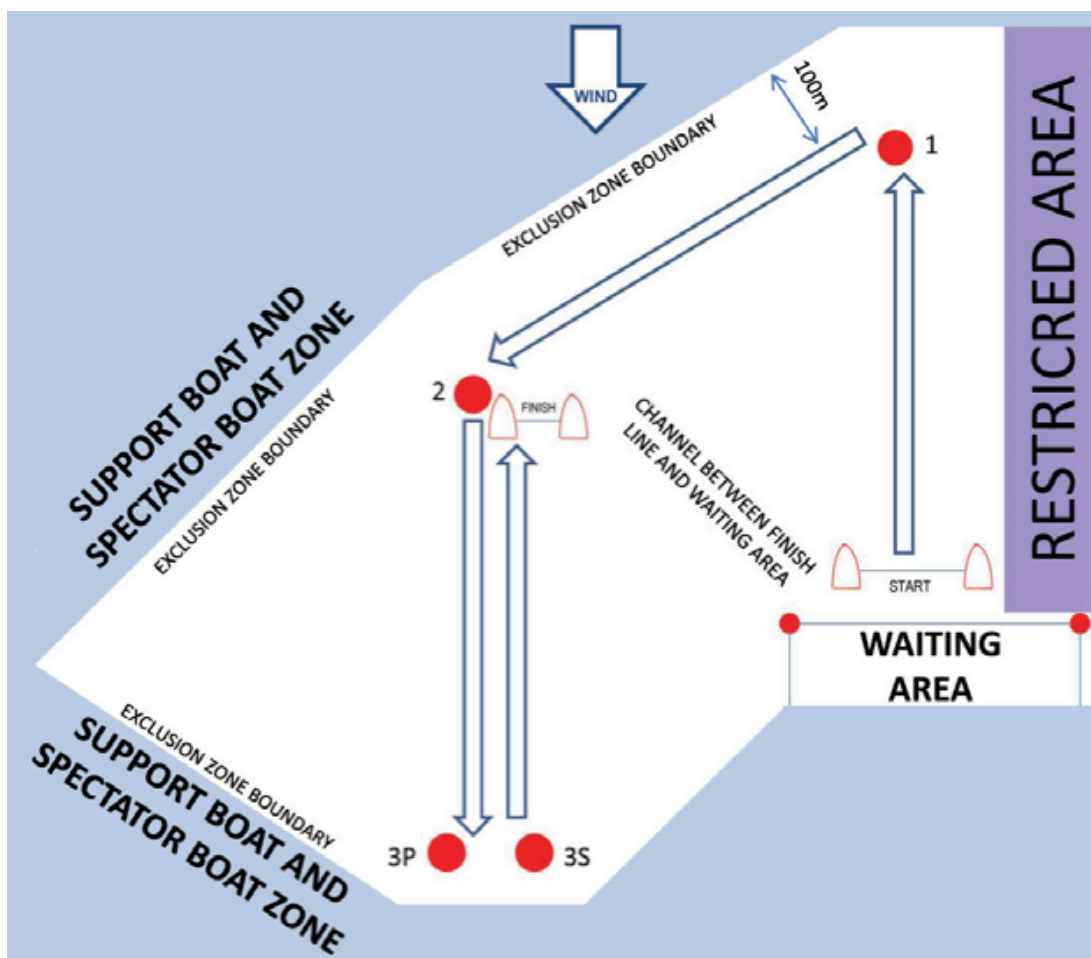 WIND
100m
1
EXCLUSION ZONE BOUNDARY
RESTRICRED AREA
SUPPORT BOAT AND
SPECTATOR BOAT ZONE
EXCLUSION ZONE BOUNDARY
2
FINISH
CHANNEL BETWEEN FINISH
LINE AND WAITING AREA
START
WAITING
AREA
EXCLUSION ZONE BOUNDARY
SUPPORT BOAT AND
SPECTATOR BOAT ZONE
3P
3S